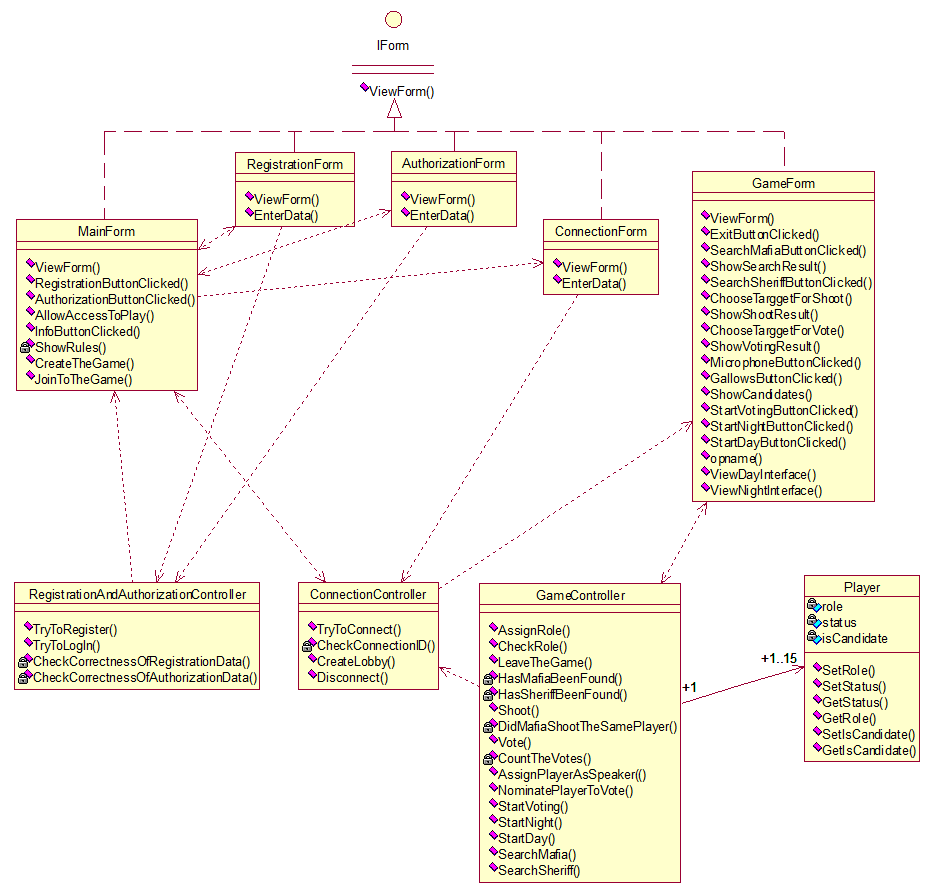 IForm
ViewForm()
RegistrationForm
ViewForm()
EnterData()
AuthorizationForm
ViewForm()
EnterData()
MainForm
ViewForm()
RegistrationButtonClicked()
AuthorizationButtonClicked()
AllowAccessToPlay()
InfoButtonClicked()
ShowRules()
CreateTheGame()
JoinToTheGame()
ConnectionForm
ViewForm()
EnterData()
GameForm
ViewForm()
ExitButtonClicked()
SearchMafiaButtonClicked()
ShowSearchResult()
SearchSheriffButtonClicked()
ChooseTarggetForShoot()
ShowShootResult()
ChooseTarggetForVote()
ShowVotingResult()
MicrophoneButtonClicked()
GallowsButtonClicked()
ShowCandidates()
StartVotingButtonClicked()
StartNightButtonClicked()
StartDayButtonClicked()
opname()
ViewDayInterface()
ViewNightInterface()
RegistrationAndAuthorizationController
TryToRegister()
TryToLogIn()
CheckCorrectnessOfRegistrationData()
CheckCorrectnessOfAuthorizationData()
ConnectionController
TryToConnect()
CheckConnectionID()
CreateLobby()
Disconnect()
GameController
AssignRole()
CheckRole()
LeaveTheGame()
HasMafiaBeenFound()
HasSheriffBeenFound()
Shoot()
DidMafiaShootTheSamePlayer()
Vote()
CountTheVotes()
AssignPlayerAsSpeaker(()
NominatePlayerToVote()
StartVoting()
StartNight()
StartDay()
SearchMafia()
SearchSheriff()
+1
+1..15
Player
role
status
isCandidate
SetRole()
SetStatus()
GetStatus()
GetRole()
SetIsCandidate()
GetIsCandidate()